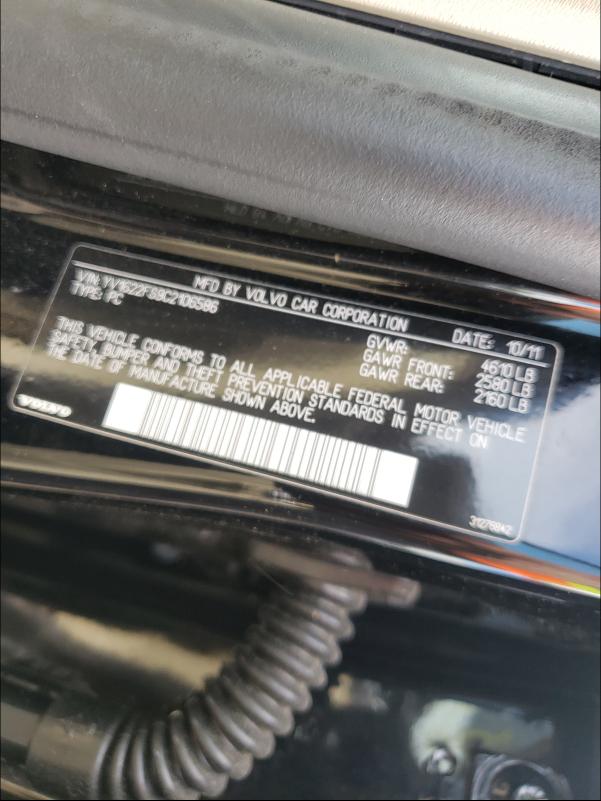 MFD BY VOLVO CAR CORPORATION DATE: 10/11
VIN: YV1622FS9C2106586
TYPE: PC
GVWR: 4610 LB
GAWR FRONT: 2580 LB
GAWR REAR: 2160 LB
THIS VEHICLE CONFORMS TO ALL APPLICABLE FEDERAL MOTOR VEHICLE
SAFETY, BUMPER AND THEFT PREVENTION STANDARDS IN EFFECT ON
THE DATE OF MANUFACTURE SHOWN ABOVE.
VOLVO
31276842